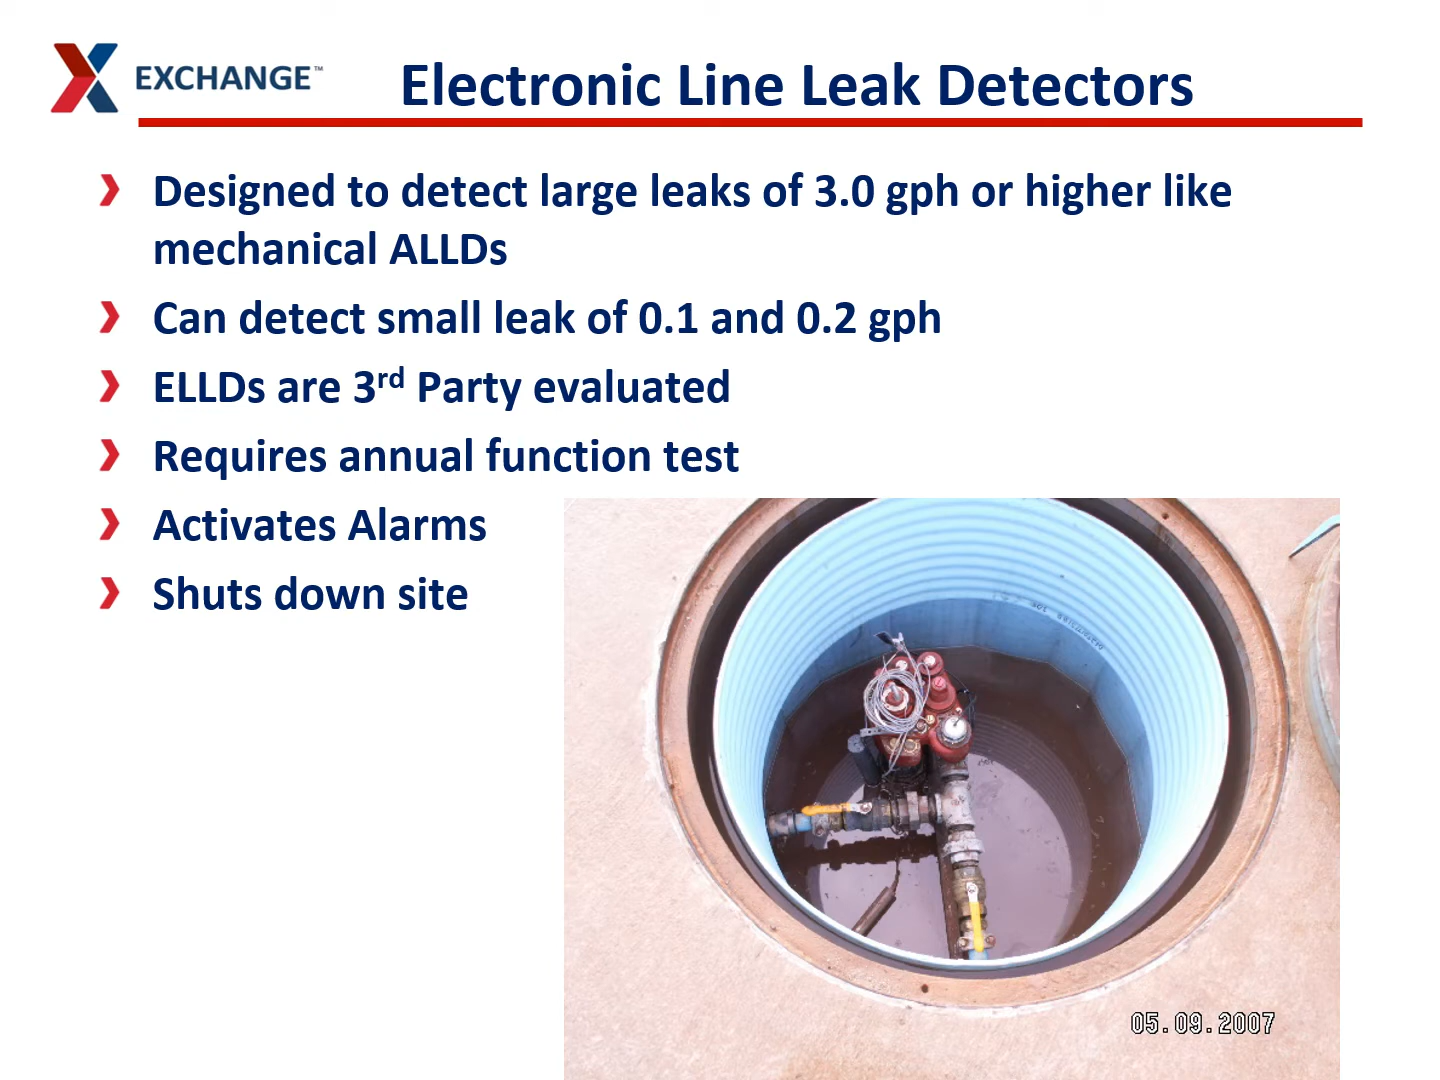 EXCHANGE™
Electronic Line Leak Detectors
Designed to detect large leaks of 3.0 gph or higher like
mechanical ALLDs
Can detect small leak of 0.1 and 0.2 gph
ELLDs are 3rd Party evaluated
Requires annual function test
Activates Alarms
Shuts down site
05.09.2007